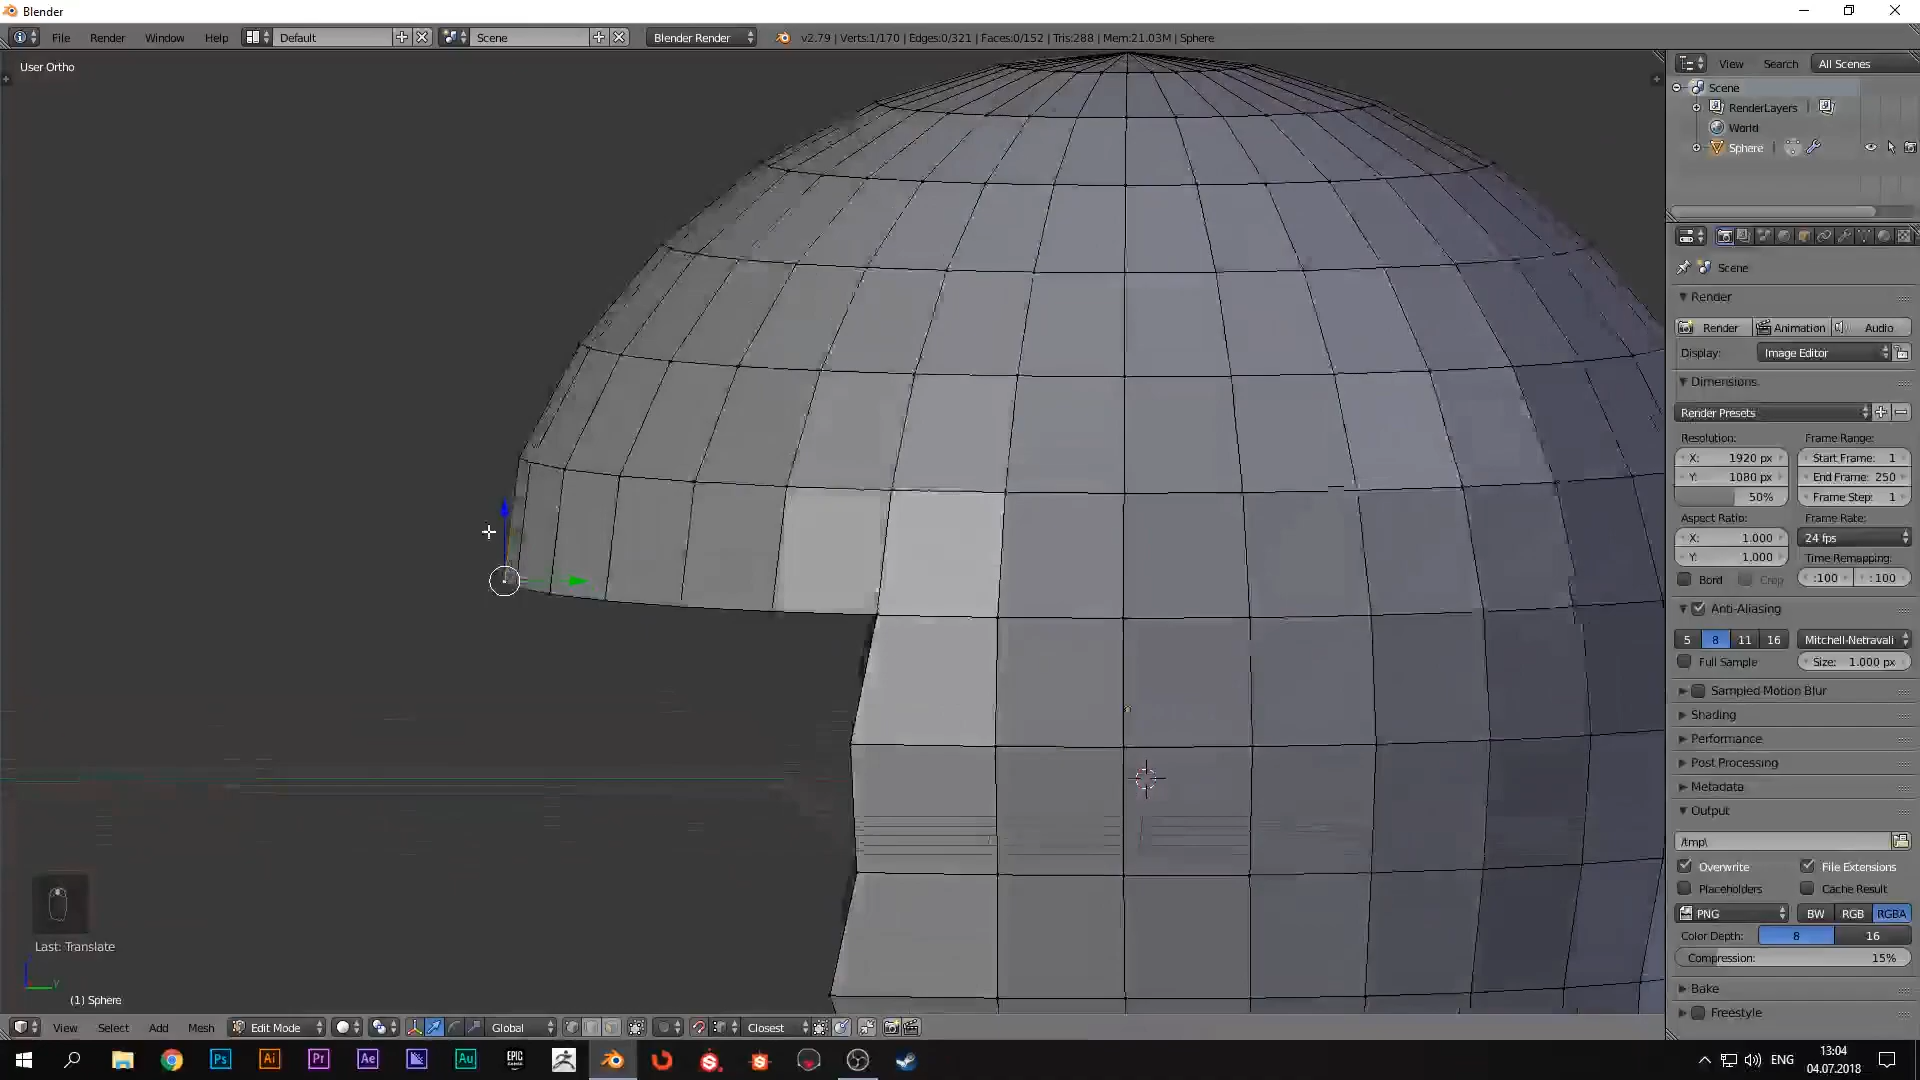 Blender
File Render Window Help Default Scene Blender Render v2.79 | Verts:1/170 | Edges:0/321 | Faces:0/152 | Tris:288 | Mem:21.03M | Sphere
User Ortho
View Search All Scenes
Scene
RenderLayers
World
Sphere
Scene
Render
Render Animation Audio
Display: Image Editor
Dimensions
Render Presets
Resolution: Frame Range:
X: 1920 px Start Frame: 1
Y: 1080 px End Frame: 250
50% Frame Step: 1
Aspect Ratio: Frame Rate:
X: 1.000 24 fps
Y: 1.000 Time Remapping:
Bord Crop :100 :100
Anti-Aliasing
5 8 11 16 Mitchell-Netravali
Full Sample Size: 1.000 px
Sampled Motion Blur
Shading
Performance
Post Processing
Metadata
Output
/tmp\
Overwrite File Extensions
Placeholders Cache Result
PNG BW RGB RGBA
Color Depth: 8 16
Compression: 15%
Bake
Freestyle
Last: Translate
Y
(1) Sphere
View Select Add Mesh Edit Mode Global Closest
Ps Ai Pr Ae Au EPIC GAMES
ENG 13:04
04.07.2018